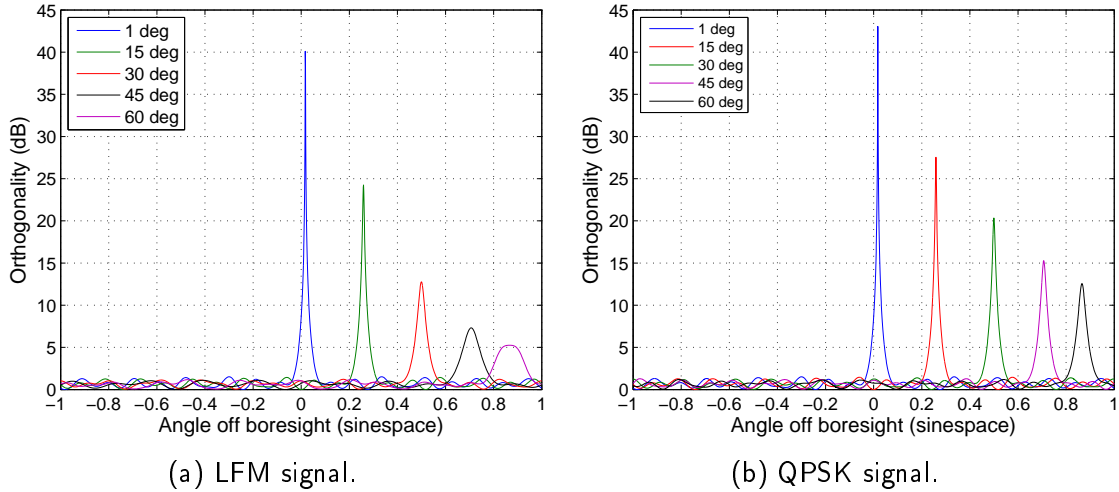 45
40
35
30
25
20
15
10
5
0
Orthogonality (dB)
1 deg
15 deg
30 deg
45 deg
60 deg
−1 −0.8 −0.6 −0.4 −0.2 0 0.2 0.4 0.6 0.8 1
Angle off boresight (sinespace)
(a) LFM signal.
45
40
35
30
25
20
15
10
5
0
Orthogonality (dB)
1 deg
15 deg
30 deg
45 deg
60 deg
−1 −0.8 −0.6 −0.4 −0.2 0 0.2 0.4 0.6 0.8 1
Angle off boresight (sinespace)
(b) QPSK signal.